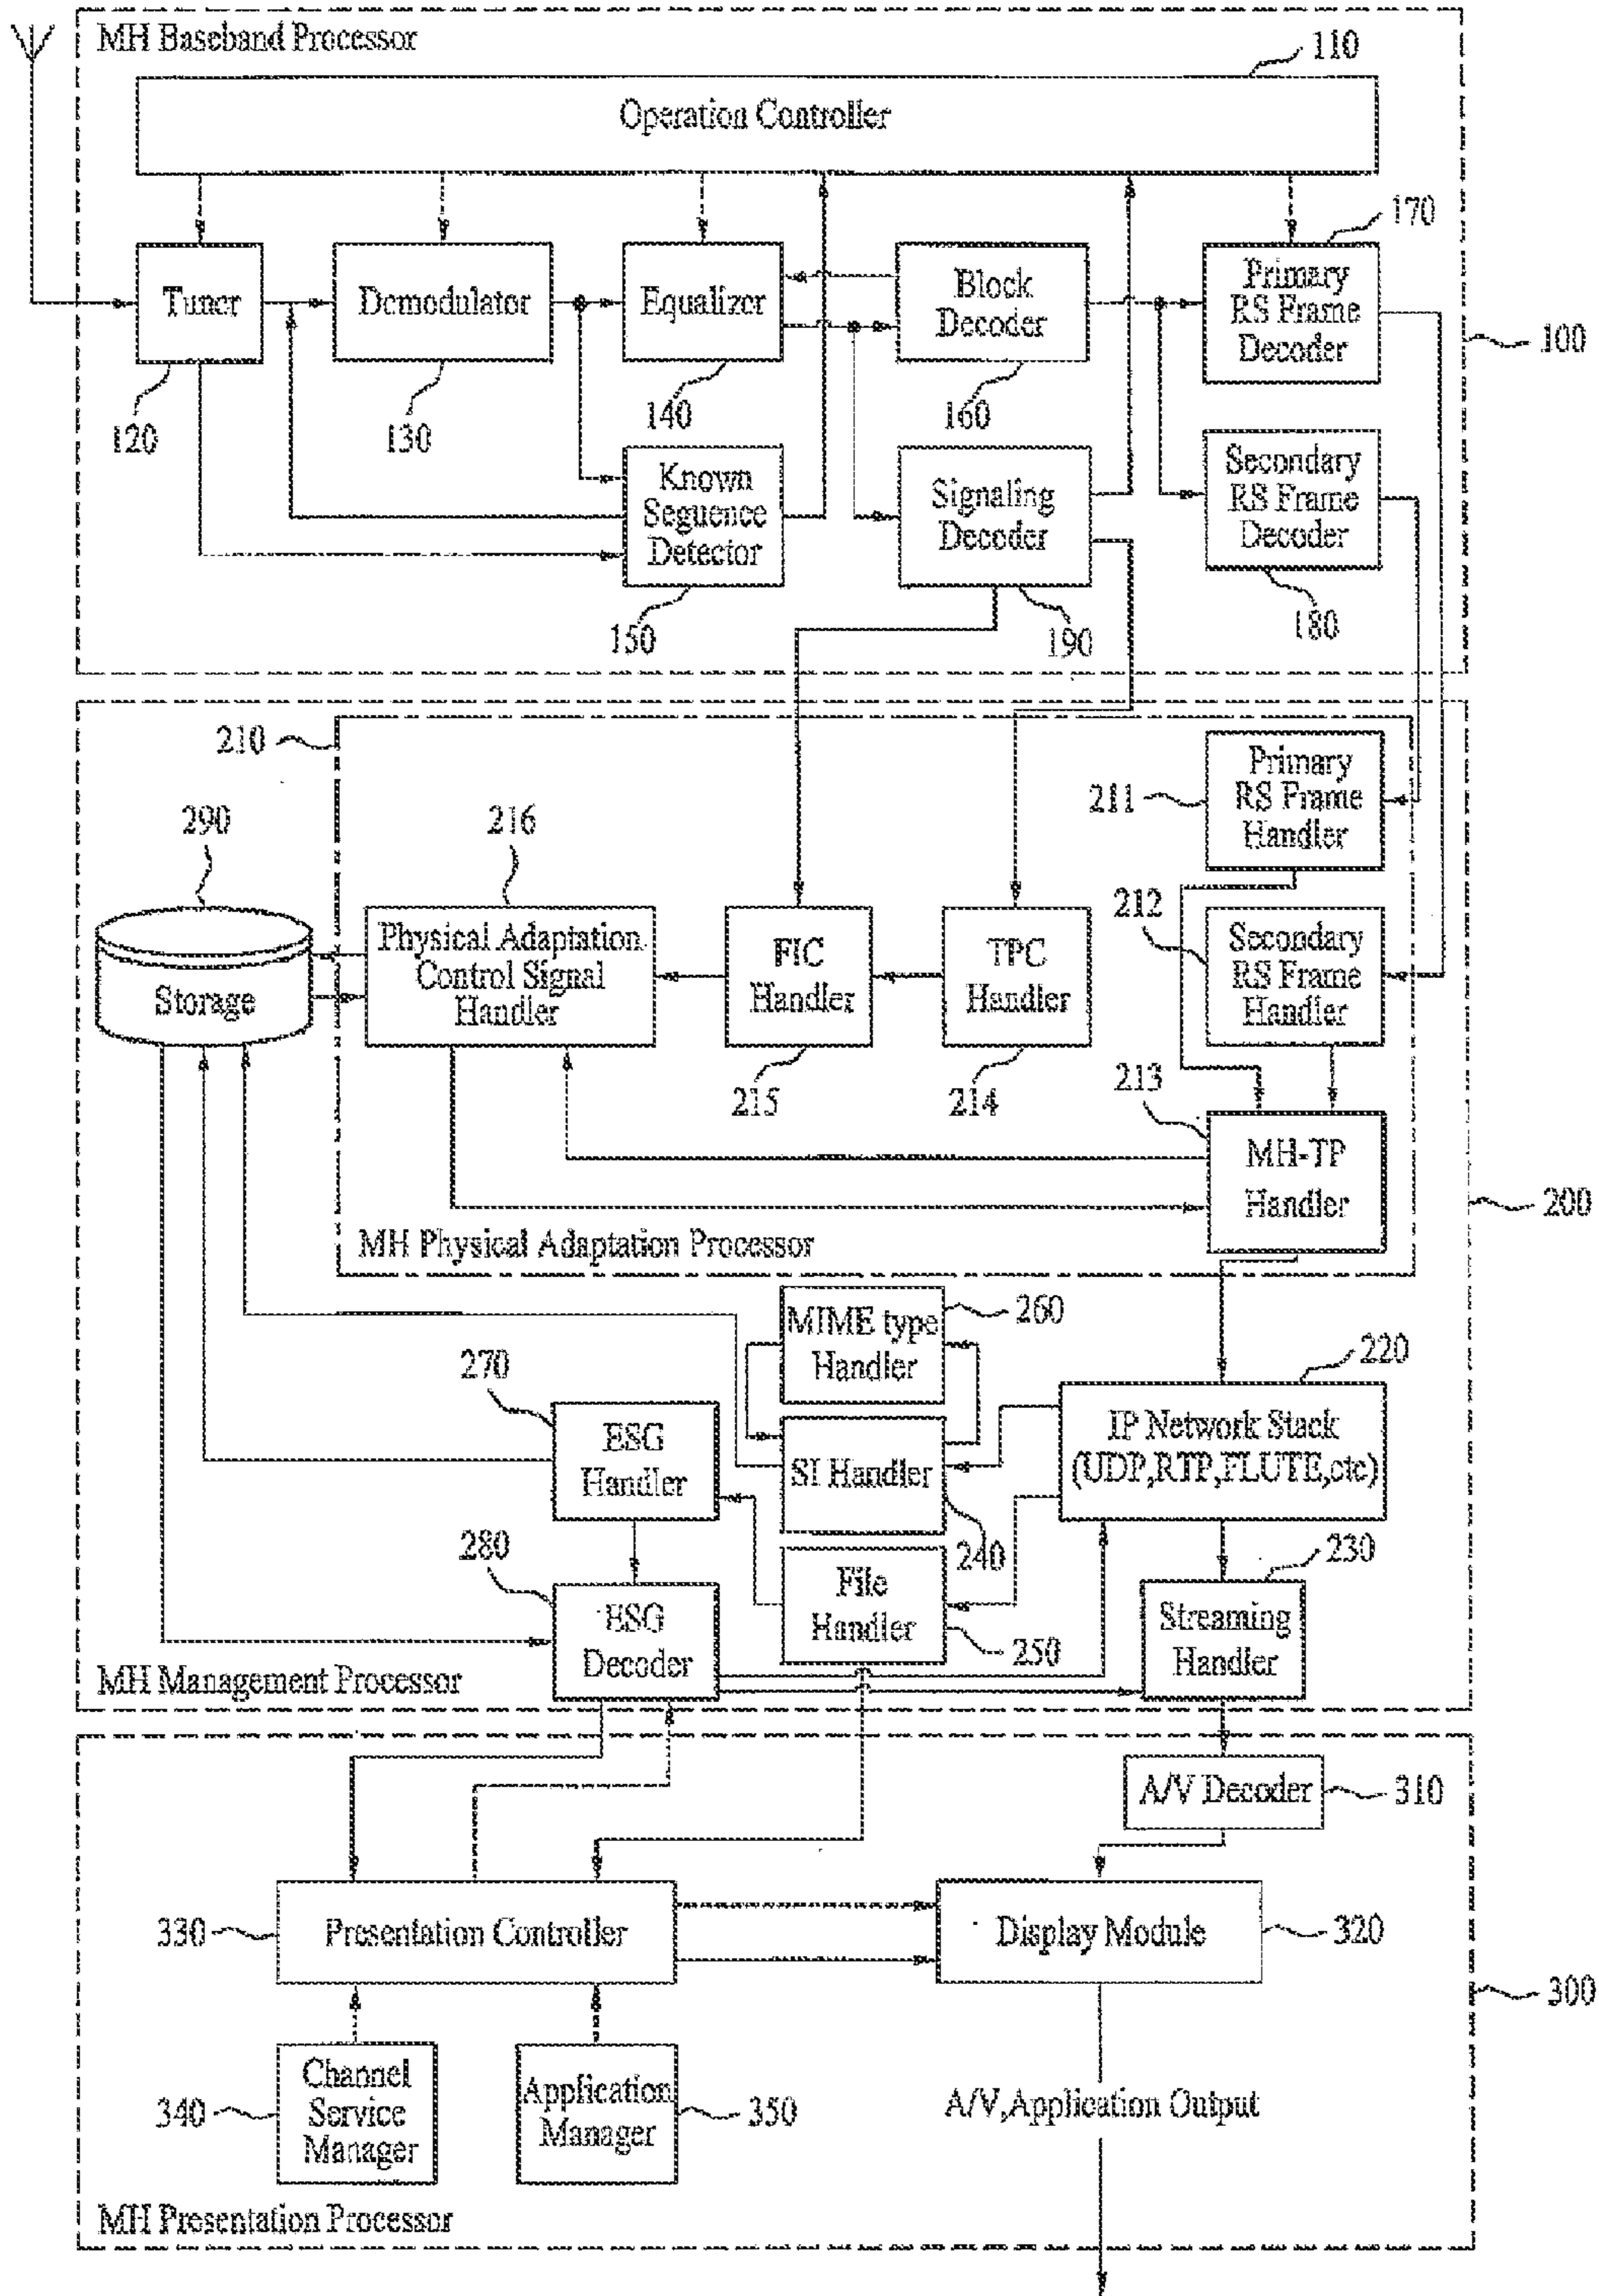 MH Baseband Processor
110
Operation Controller
170
Tuner
Demodulator
Equalizer
Block
Decoder
Primary
RS Frame
Decoder
100
120
130
140
160
Known
Seguence
Detector
Signaling
Decoder
Secondary
RS Frame
Decoder
150
190
180
210
Primary
RS Frame
Handler
211
290
216
212
Storage
Physical Adaptation
Control Signal
Handler
FIC
Handler
TPC
Handler
Secondary
RS Frame
Handler
215
214
213
MH-TP
Handler
200
MH Physical Adaptation Processor
MIME type
Handler
260
270
220
ESG
Handler
SI Handler
IP Network Stack
(UDP,RTP,FLUTE,etc)
280
240
230
ESG
Decoder
File
Handler
250
Streaming
Handler
MH Management Processor
A/V Decoder
310
330
Presentation Controller
Display Module
320
300
340
Channel
Service
Manager
Application
Manager
350
A/V,Application Output
MH Presentation Processor